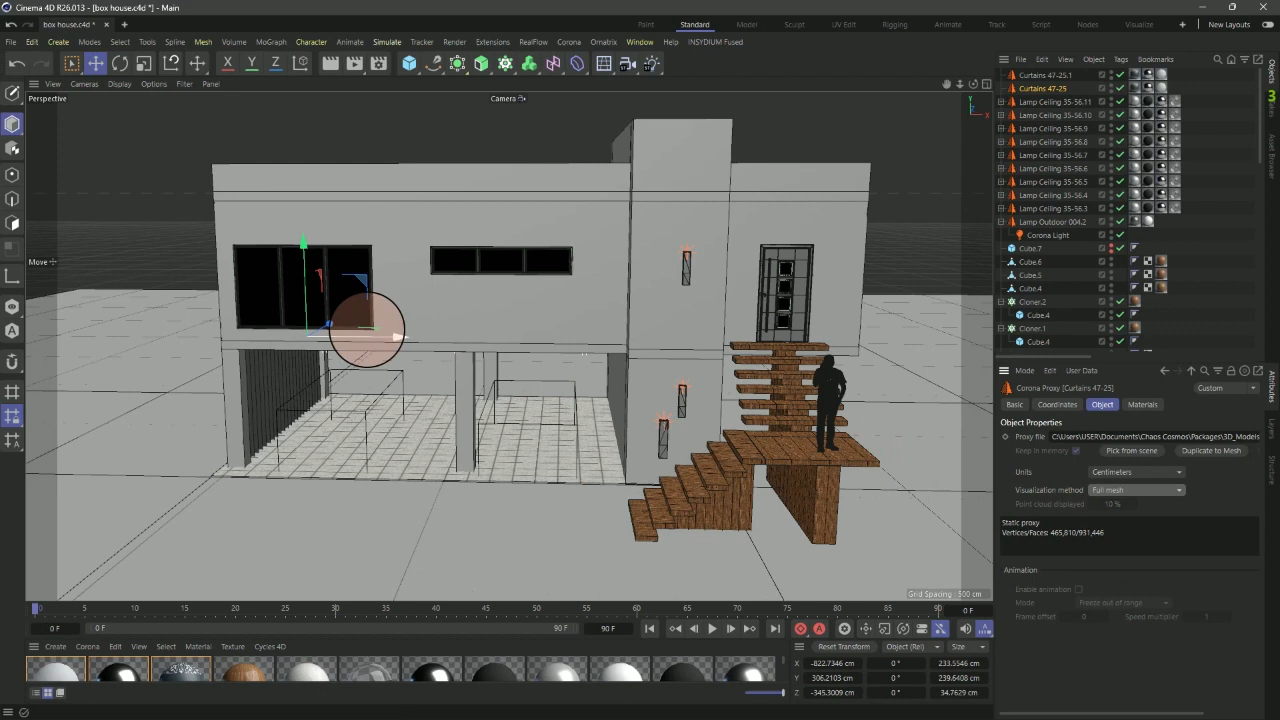 Cinema 4D R26.013 - [box house.c4d *] - Main
box house.c4d *
Paint
Standard
Model
Sculpt
UV Edit
Rigging
Animate
Track
Script
Nodes
Visualize
New Layouts
File Edit Create Modes Select Tools Spline Mesh Volume MoGraph Character Animate Simulate Tracker Render Extensions RealFlow Corona Ornatrix Window Help INSYDIUM Fused
X Y Z
View Cameras Display Options Filter Panel
Perspective
Camera
Y
X
Move
Grid Spacing : 500 cm
File Edit View Object Tags Bookmarks
Curtains 47-25.1
Curtains 47-25
Lamp Ceiling 35-56.11
Lamp Ceiling 35-56.10
Lamp Ceiling 35-56.9
Lamp Ceiling 35-56.8
Lamp Ceiling 35-56.7
Lamp Ceiling 35-56.6
Lamp Ceiling 35-56.5
Lamp Ceiling 35-56.4
Lamp Ceiling 35-56.3
Lamp Outdoor 004.2
Corona Light
Cube.7
Cube.6
Cube.5
Cube.4
Cloner.2
Cube.4
Cloner.1
Cube.4
Objects
Asset Browser
Mode Edit User Data
Corona Proxy [Curtains 47-25]
Custom
Basic Coordinates Object Materials
Object Properties
Proxy file C:\Users\USER\Documents\Chaos Cosmos\Packages\3D_Models
Keep in memory Pick from scene Duplicate to Mesh
Units Centimeters
Visualization method Full mesh
Point cloud displayed 10 %
Static proxy
Vertices/Faces: 465,810/931,446
Animation
Enable animation
Mode Freeze out of range
Frame offset 0 Speed multiplier 1
Attributes
Layers
Structure
0 5 10 15 20 25 30 35 40 45 50 55 60 65 70 75 80 85 90 0 F
0 F 0 F 90 F 90 F
Create Corona Edit View Select Material Texture Cycles 4D
Reset Transform Object (Rel) Size
X -822.7346 cm 0 ° 233.5546 cm
Y 306.2103 cm 0 ° 239.6408 cm
Z -345.3009 cm 0 ° 34.7629 cm